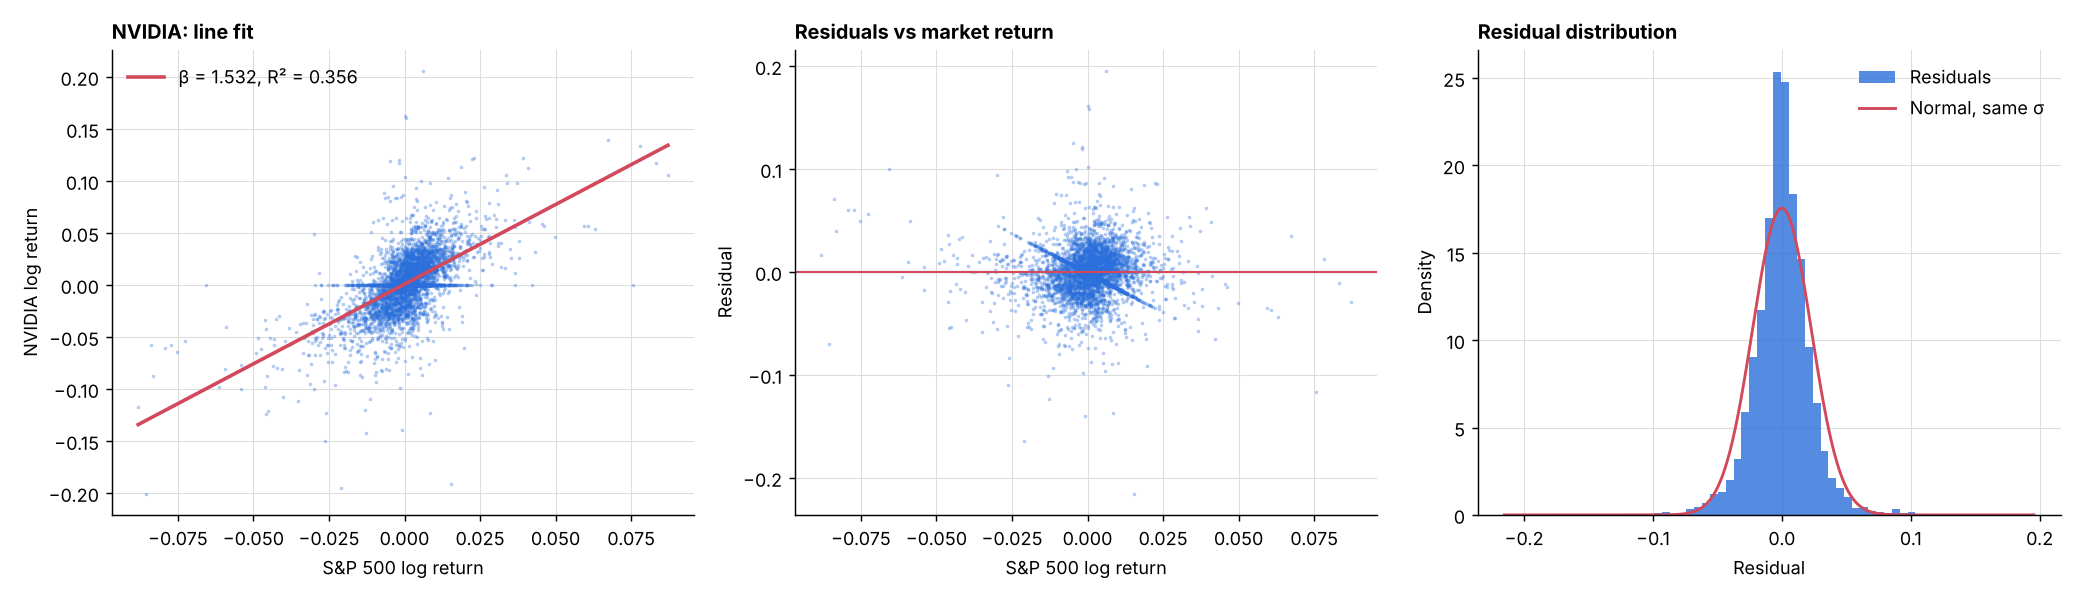 NVIDIA: line fit
β = 1.532, R² = 0.356
0.20
0.15
0.10
0.05
0.00
−0.05
−0.10
−0.15
−0.20
NVIDIA log return
−0.075 −0.050 −0.025 0.000 0.025 0.050 0.075
S&P 500 log return
Residuals vs market return
0.2
0.1
0.0
−0.1
−0.2
Residual
−0.075 −0.050 −0.025 0.000 0.025 0.050 0.075
S&P 500 log return
Residual distribution
Residuals
Normal, same σ
25
20
15
10
5
0
Density
−0.2 −0.1 0.0 0.1 0.2
Residual